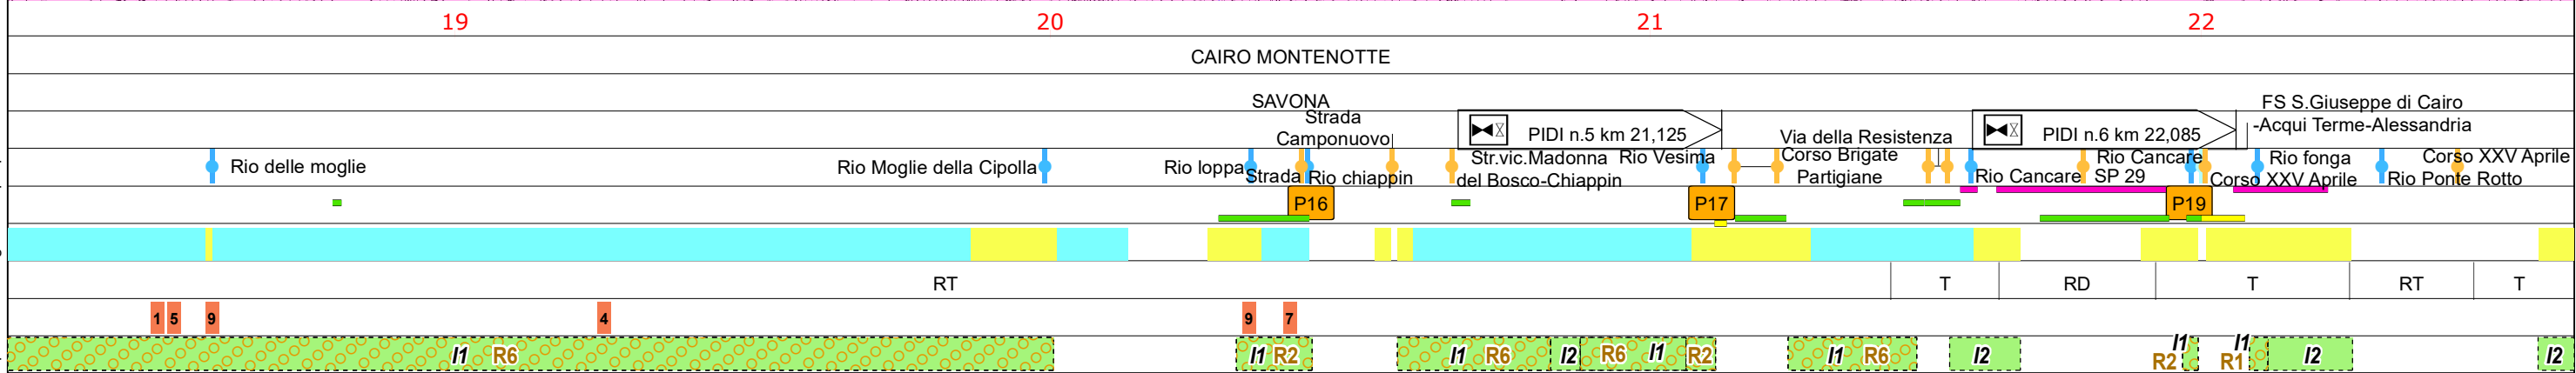 19 20 21 22
CAIRO MONTENOTTE
SAVONA
FS S.Giuseppe di Cairo
-Acqui Terme-Alessandria
Strada
Camponuovo
PIDI n.5 km 21,125
PIDI n.6 km 22,085
Via della Resistenza
Rio delle moglie
Rio Moglie della Cipolla
Rio loppa
Strada
Rio chiappin
Str.vic.Madonna
del Bosco-Chiappin
Rio Vesima
Corso Brigate
Partigiane
Rio Cancare
SP 29
Rio Cancare
Corso XXV Aprile
Rio fonga
Rio Ponte Rotto
Corso XXV Aprile
P16 P17 P19
RT T RD T RT T
1 5 9 4 9 7
I1 R6 I1 R2 I1 R6 I2 R6 I1 R2 I1 R6 I2 I1 R2 I1 R1 I2 I2